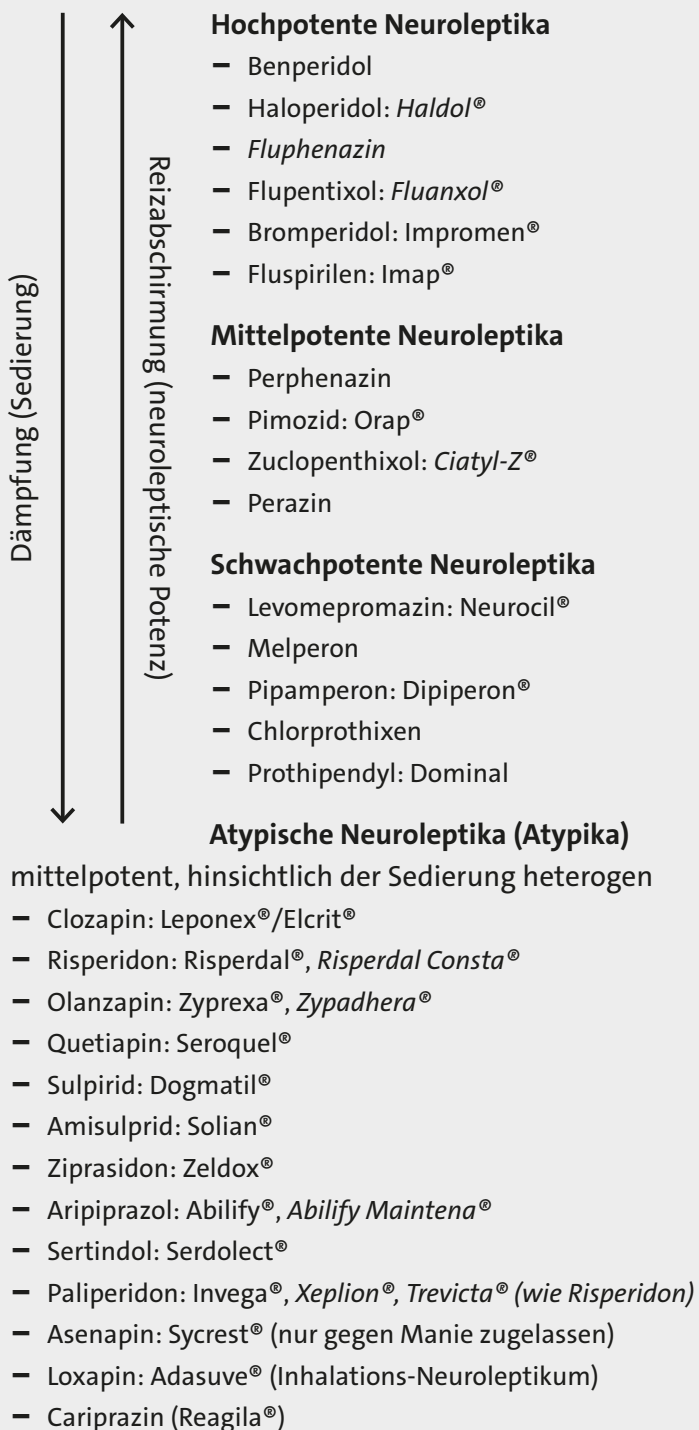 Dämpfung (Sedierung)
Reizabschirmung (neuroleptische Potenz)
Hochpotente Neuroleptika
– Benperidol
– Haloperidol: Haldol®
– Fluphenazin
– Flupentixol: Fluanxol®
– Bromperidol: Impromen®
– Fluspirilen: Imap®
Mittelpotente Neuroleptika
– Perphenazin
– Pimozid: Orap®
– Zuclopenthixol: Ciatyl-Z®
– Perazin
Schwachpotente Neuroleptika
– Levomepromazin: Neurocil®
– Melperon
– Pipamperon: Dipiperon®
– Chlorprothixen
– Prothipendyl: Dominal
Atypische Neuroleptika (Atypika)
mittelpotent, hinsichtlich der Sedierung heterogen
– Clozapin: Leponex®/Elcrit®
– Risperidon: Risperdal®, Risperdal Consta®
– Olanzapin: Zyprexa®, Zypadhera®
– Quetiapin: Seroquel®
– Sulpirid: Dogmatil®
– Amisulprid: Solian®
– Ziprasidon: Zeldox®
– Aripiprazol: Abilify®, Abilify Maintena®
– Sertindol: Serdolect®
– Paliperidon: Invega®, Xeplion®, Trevicta® (wie Risperidon)
– Asenapin: Sycrest® (nur gegen Manie zugelassen)
– Loxapin: Adasuve® (Inhalations-Neuroleptikum)
– Cariprazin (Reagila®)